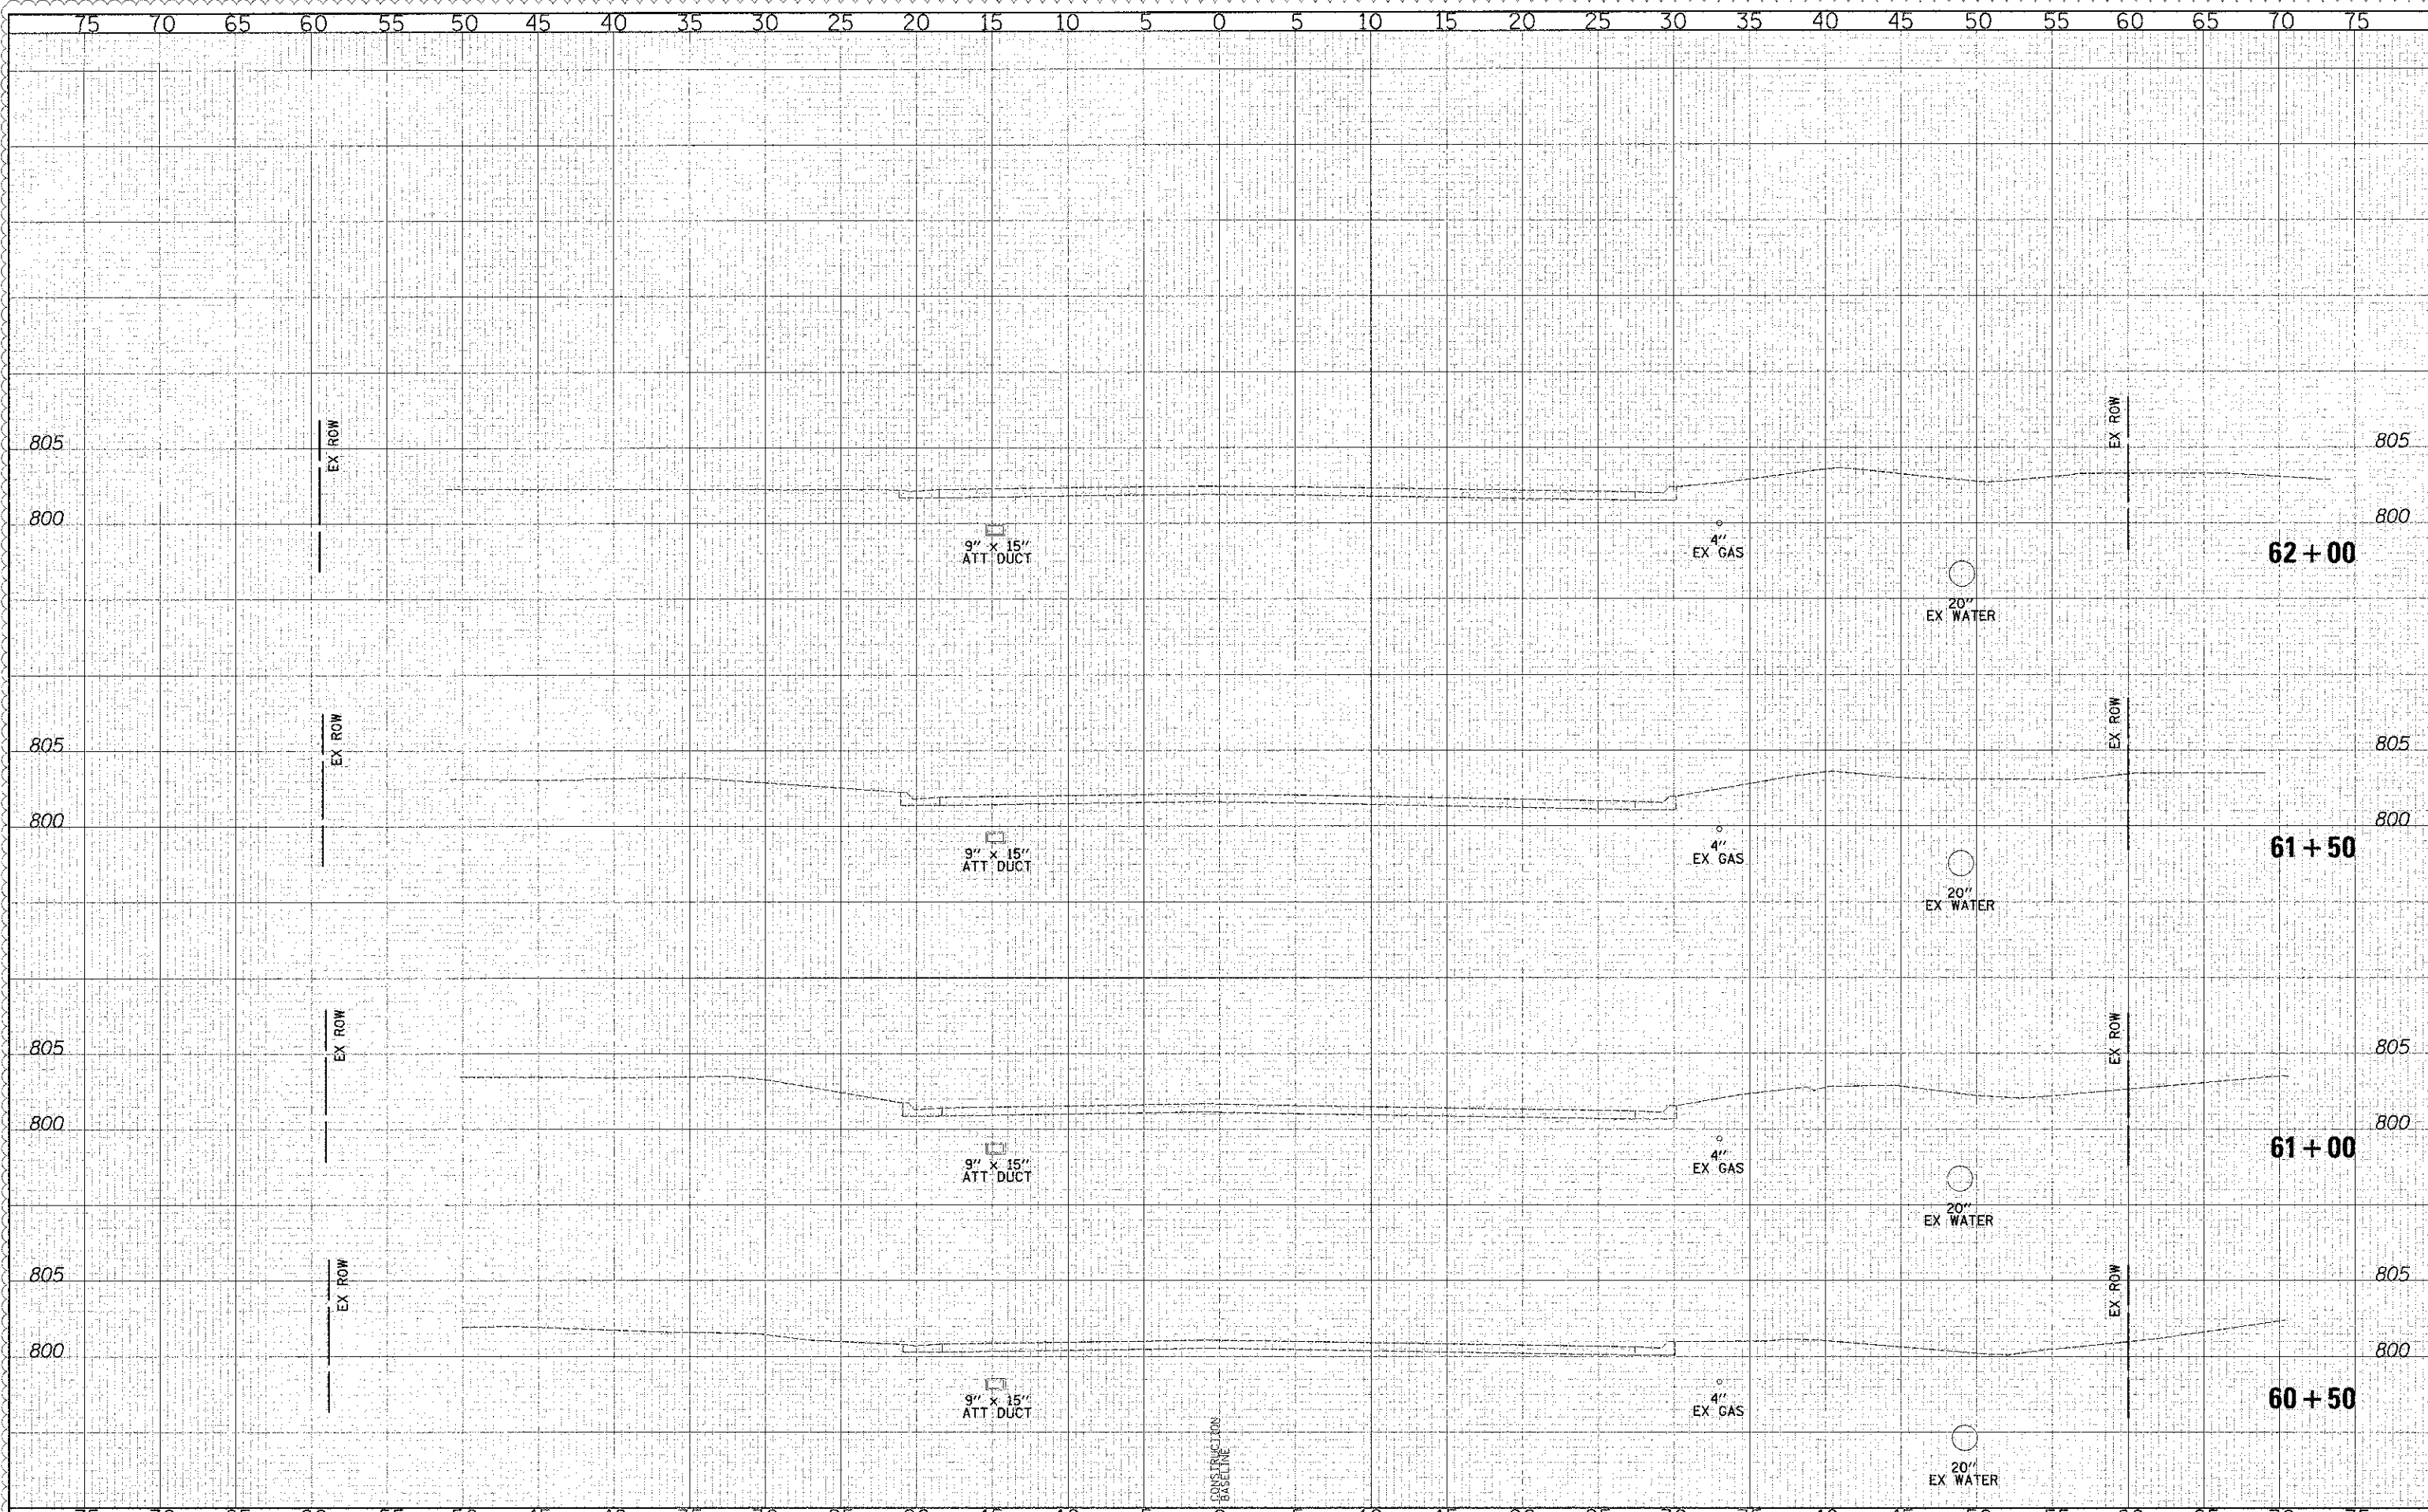 75 70 65 60 55 50 45 40 35 30 25 20 15 10 5 0 5 10 15 20 25 30 35 40 45 50 55 60 65 70 75
EX ROW
EX ROW
805
805
800
800
9" x 15"
ATT DUCT
4"
EX GAS
62+00
20"
EX WATER
EX ROW
EX ROW
805
805
800
800
9" x 15"
ATT DUCT
4"
EX GAS
61+50
20"
EX WATER
EX ROW
EX ROW
805
805
800
800
9" x 15"
ATT DUCT
4"
EX GAS
61+00
20"
EX WATER
EX ROW
EX ROW
805
805
800
800
9" x 15"
ATT DUCT
4"
EX GAS
60+50
CONSTRUCTION
BASELINE
20"
EX WATER